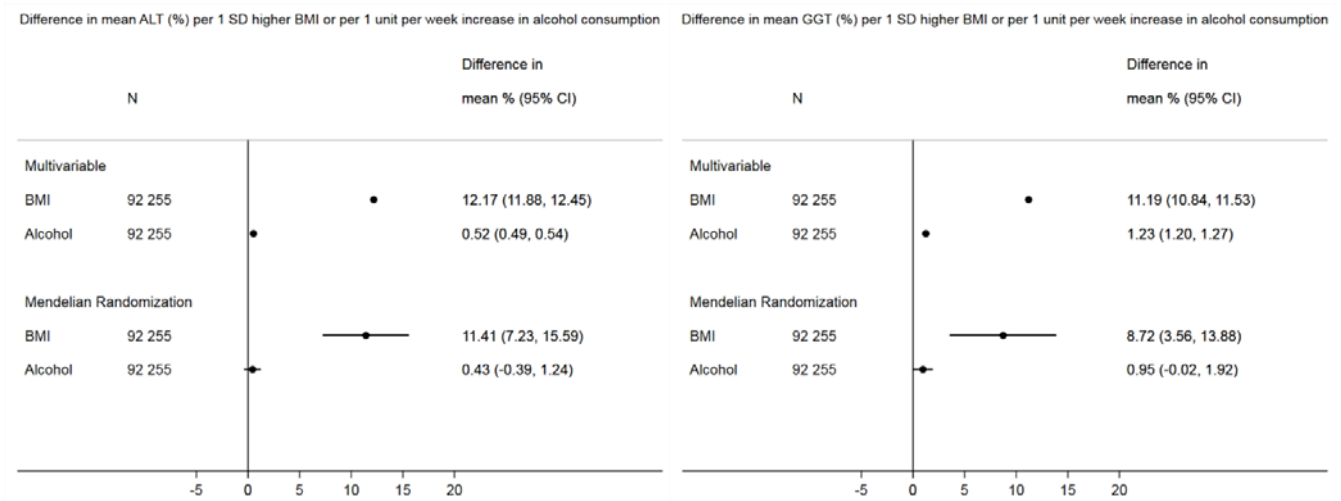 Difference in mean ALT (%) per 1 SD higher BMI or per 1 unit per week increase in alcohol consumption
Difference in
N mean % (95% CI)
Multivariable
BMI 92 255 12.17 (11.88, 12.45)
Alcohol 92 255 0.52 (0.49, 0.54)
Mendelian Randomization
BMI 92 255 11.41 (7.23, 15.59)
Alcohol 92 255 0.43 (-0.39, 1.24)
-5 0 5 10 15 20
Difference in mean GGT (%) per 1 SD higher BMI or per 1 unit per week increase in alcohol consumption
Difference in
N mean % (95% CI)
Multivariable
BMI 92 255 11.19 (10.84, 11.53)
Alcohol 92 255 1.23 (1.20, 1.27)
Mendelian Randomization
BMI 92 255 8.72 (3.56, 13.88)
Alcohol 92 255 0.95 (-0.02, 1.92)
-5 0 5 10 15 20